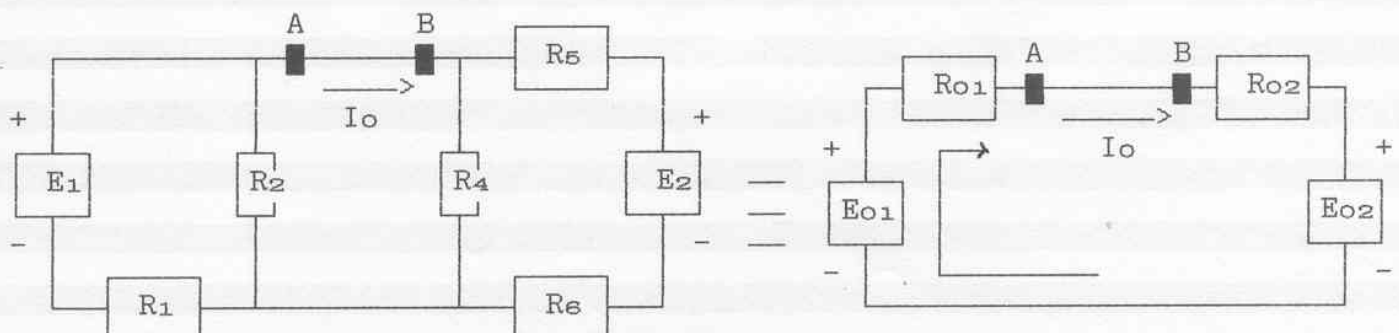 A B R5
Io
+ +
E1 R2 R4 E2
- -
R1 R6
A B
Ro1 Ro2
Io
+ +
Eo1 Eo2
- -